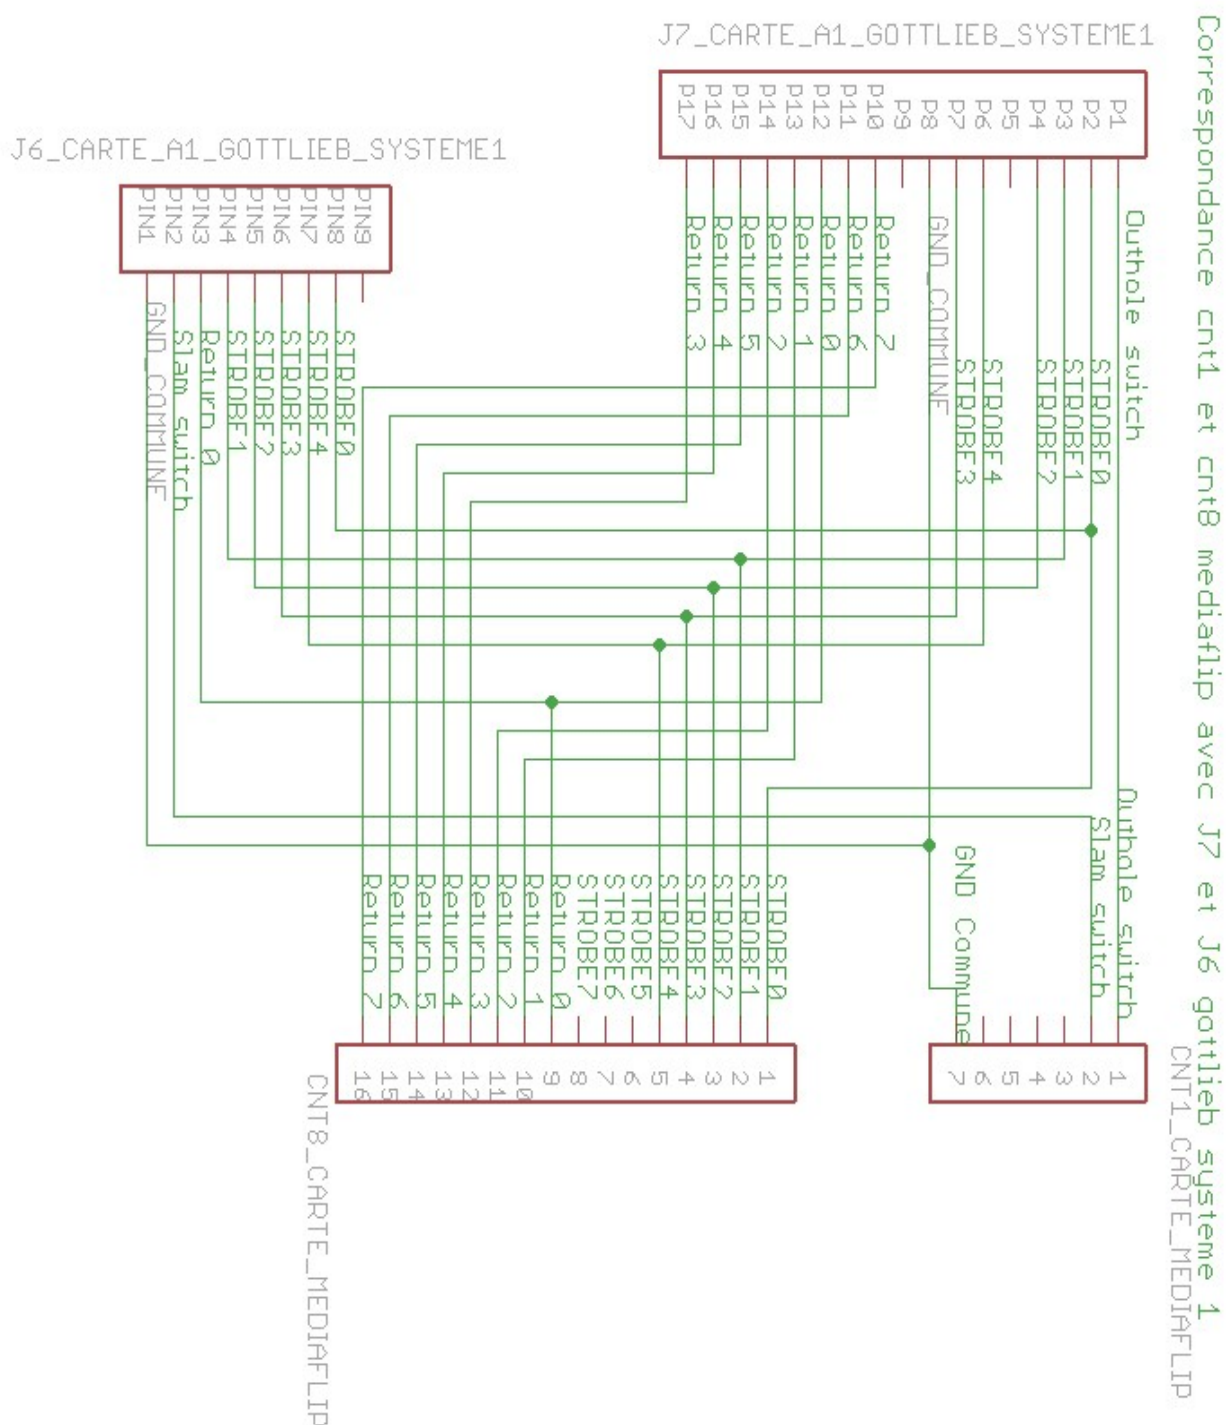 Correspondance cnt1 et cnt8 mediaflip avec J7 et J6 gottlieb systeme 1
J7_CARTE_A1_GOTTLIEB_SYSTEME1
P17
P16
P15
P14
P13
P12
P11
P10
P9
P8
P7
P6
P5
P4
P3
P2
P1
Return 3
Return 4
Return 5
Return 2
Return 1
Return 0
Return 6
Return 7
GND_COMMUNE
STROBE3
STROBE4
STROBE2
STROBE1
STROBE0
Outhole switch
J6_CARTE_A1_GOTTLIEB_SYSTEME1
PIN1
PIN2
PIN3
PIN4
PIN5
PIN6
PIN7
PIN8
PIN9
GND_COMMUNE
Slam switch
Return 0
STROBE1
STROBE2
STROBE3
STROBE4
STROBE0
Return 7
Return 6
Return 5
Return 4
Return 3
Return 2
Return 1
Return 0
STROBE7
STROBE6
STROBE5
STROBE4
STROBE3
STROBE2
STROBE1
STROBE0
16
15
14
13
12
11
10
9
8
7
6
5
4
3
2
1
CNT8_CARTE_MEDIAFLIP
GND Commune
Slam switch
Outhole switch
7
6
5
4
3
2
1
CNT1_CARTE_MEDIAFLIP